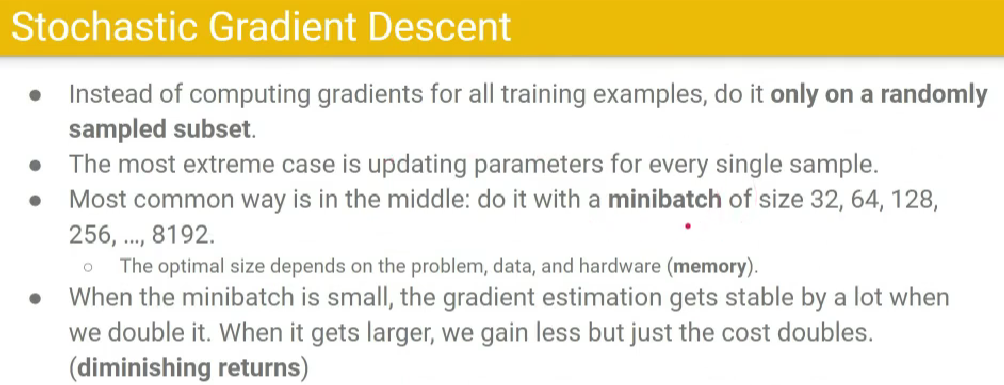 Stochastic Gradient Descent
● Instead of computing gradients for all training examples, do it only on a randomly
sampled subset.
● The most extreme case is updating parameters for every single sample.
● Most common way is in the middle: do it with a minibatch of size 32, 64, 128,
256, ..., 8192.
○ The optimal size depends on the problem, data, and hardware (memory).
● When the minibatch is small, the gradient estimation gets stable by a lot when
we double it. When it gets larger, we gain less but just the cost doubles.
(diminishing returns)